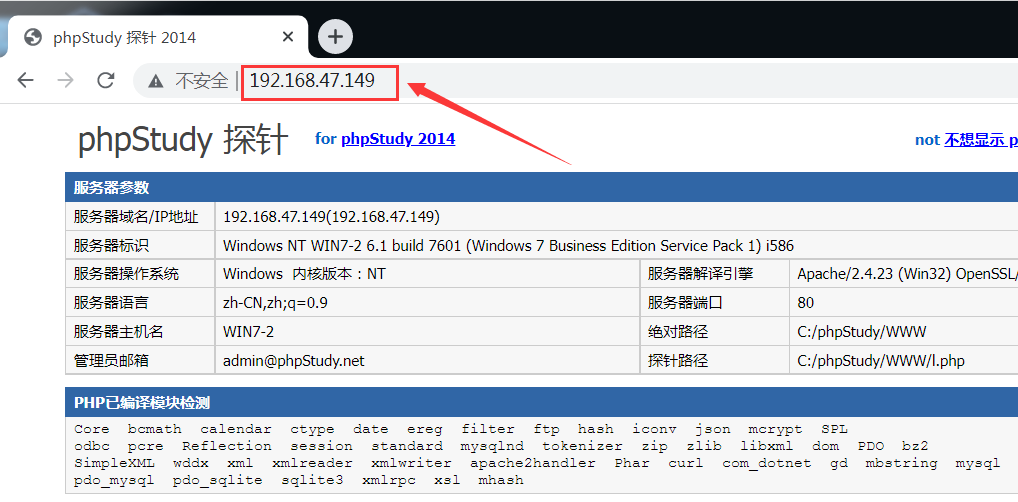 phpStudy 探针 2014
不安全 | 192.168.47.149
phpStudy 探针 for phpStudy 2014 not 不想显示 p
服务器参数
服务器域名/IP地址 192.168.47.149(192.168.47.149)
服务器标识 Windows NT WIN7-2 6.1 build 7601 (Windows 7 Business Edition Service Pack 1) i586
服务器操作系统 Windows 内核版本：NT 服务器解译引擎 Apache/2.4.23 (Win32) OpenSSL/
服务器语言 zh-CN,zh;q=0.9 服务器端口 80
服务器主机名 WIN7-2 绝对路径 C:/phpStudy/WWW
管理员邮箱 admin@phpStudy.net 探针路径 C:/phpStudy/WWW/l.php
PHP已编译模块检测
Core bcmath calendar ctype date ereg filter ftp hash iconv json mcrypt SPL
odbc pcre Reflection session standard mysqlnd tokenizer zip zlib libxml dom PDO bz2
SimpleXML wddx xml xmlreader xmlwriter apache2handler Phar curl com_dotnet gd mbstring mysql
pdo_mysql pdo_sqlite sqlite3 xmlrpc xsl mhash